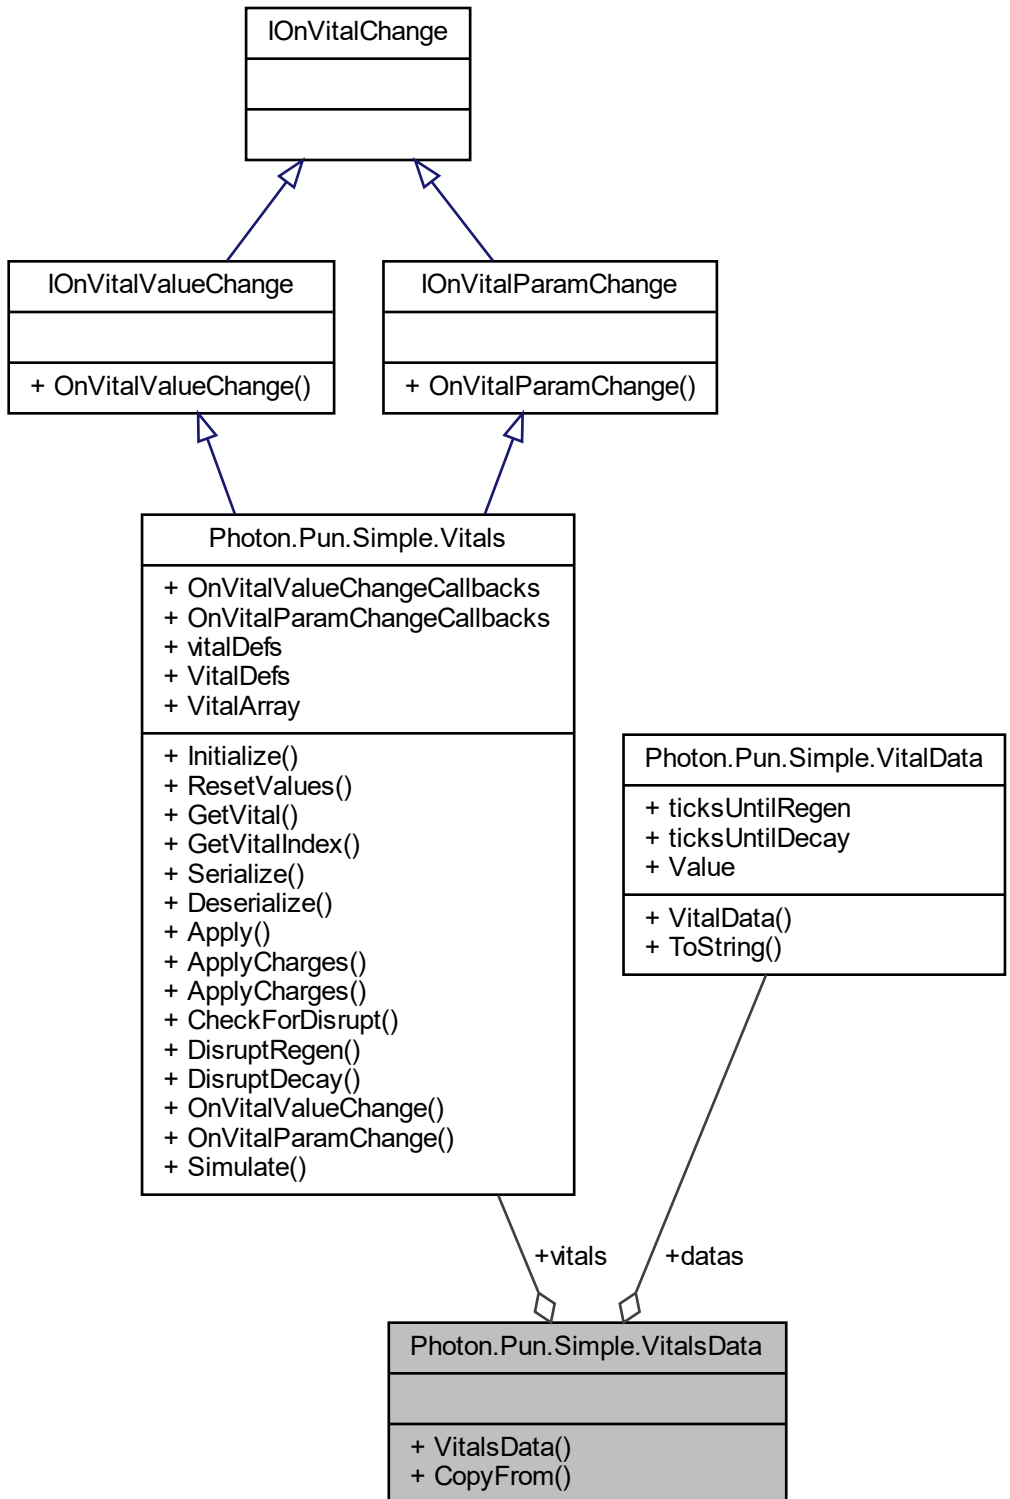 IOnVitalChange
IOnVitalValueChange
+ OnVitalValueChange()
IOnVitalParamChange
+ OnVitalParamChange()
Photon.Pun.Simple.Vitals
+ OnVitalValueChangeCallbacks
+ OnVitalParamChangeCallbacks
+ vitalDefs
+ VitalDefs
+ VitalArray
+ Initialize()
+ ResetValues()
+ GetVital()
+ GetVitalIndex()
+ Serialize()
+ Deserialize()
+ Apply()
+ ApplyCharges()
+ ApplyCharges()
+ CheckForDisrupt()
+ DisruptRegen()
+ DisruptDecay()
+ OnVitalValueChange()
+ OnVitalParamChange()
+ Simulate()
Photon.Pun.Simple.VitalData
+ ticksUntilRegen
+ ticksUntilDecay
+ Value
+ VitalData()
+ ToString()
+vitals
+datas
Photon.Pun.Simple.VitalsData
+ VitalsData()
+ CopyFrom()